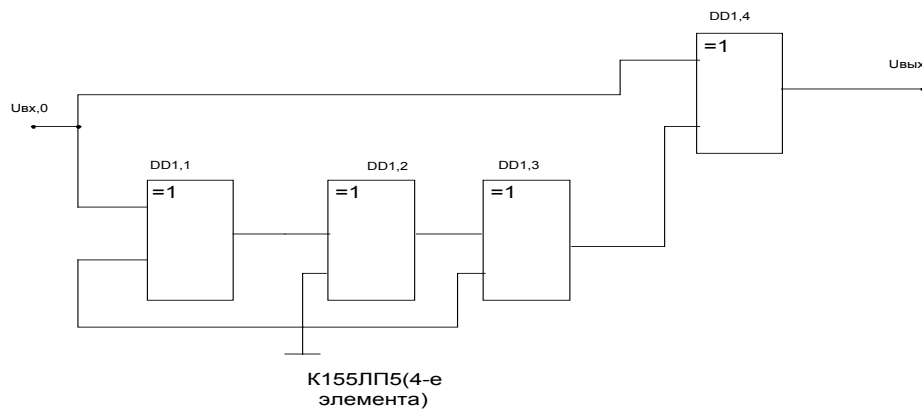 DD1,4
=1
Uвых
Uвх,0
DD1,1
DD1,2
DD1,3
=1
=1
=1
К155ЛП5(4-е
элемента)